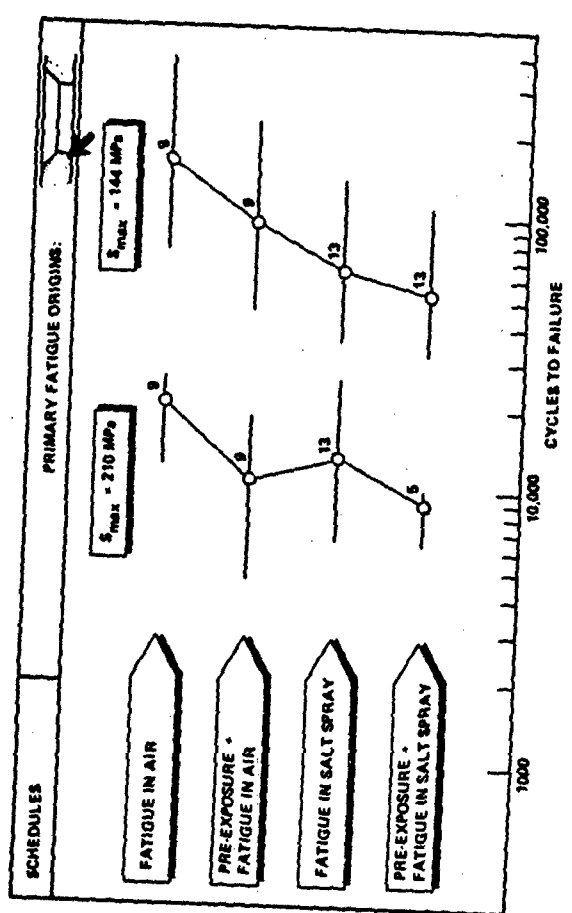 SCHEDULES
PRIMARY FATIGUE ORIGINS:
Smax = 210 MPa
Smax = 144 MPa
FATIGUE IN AIR
9
8
PRE-EXPOSURE +
FATIGUE IN AIR
9
9
FATIGUE IN SALT SPRAY
13
13
PRE-EXPOSURE +
FATIGUE IN SALT SPRAY
5
13
1000
10,000
100,000
CYCLES TO FAILURE